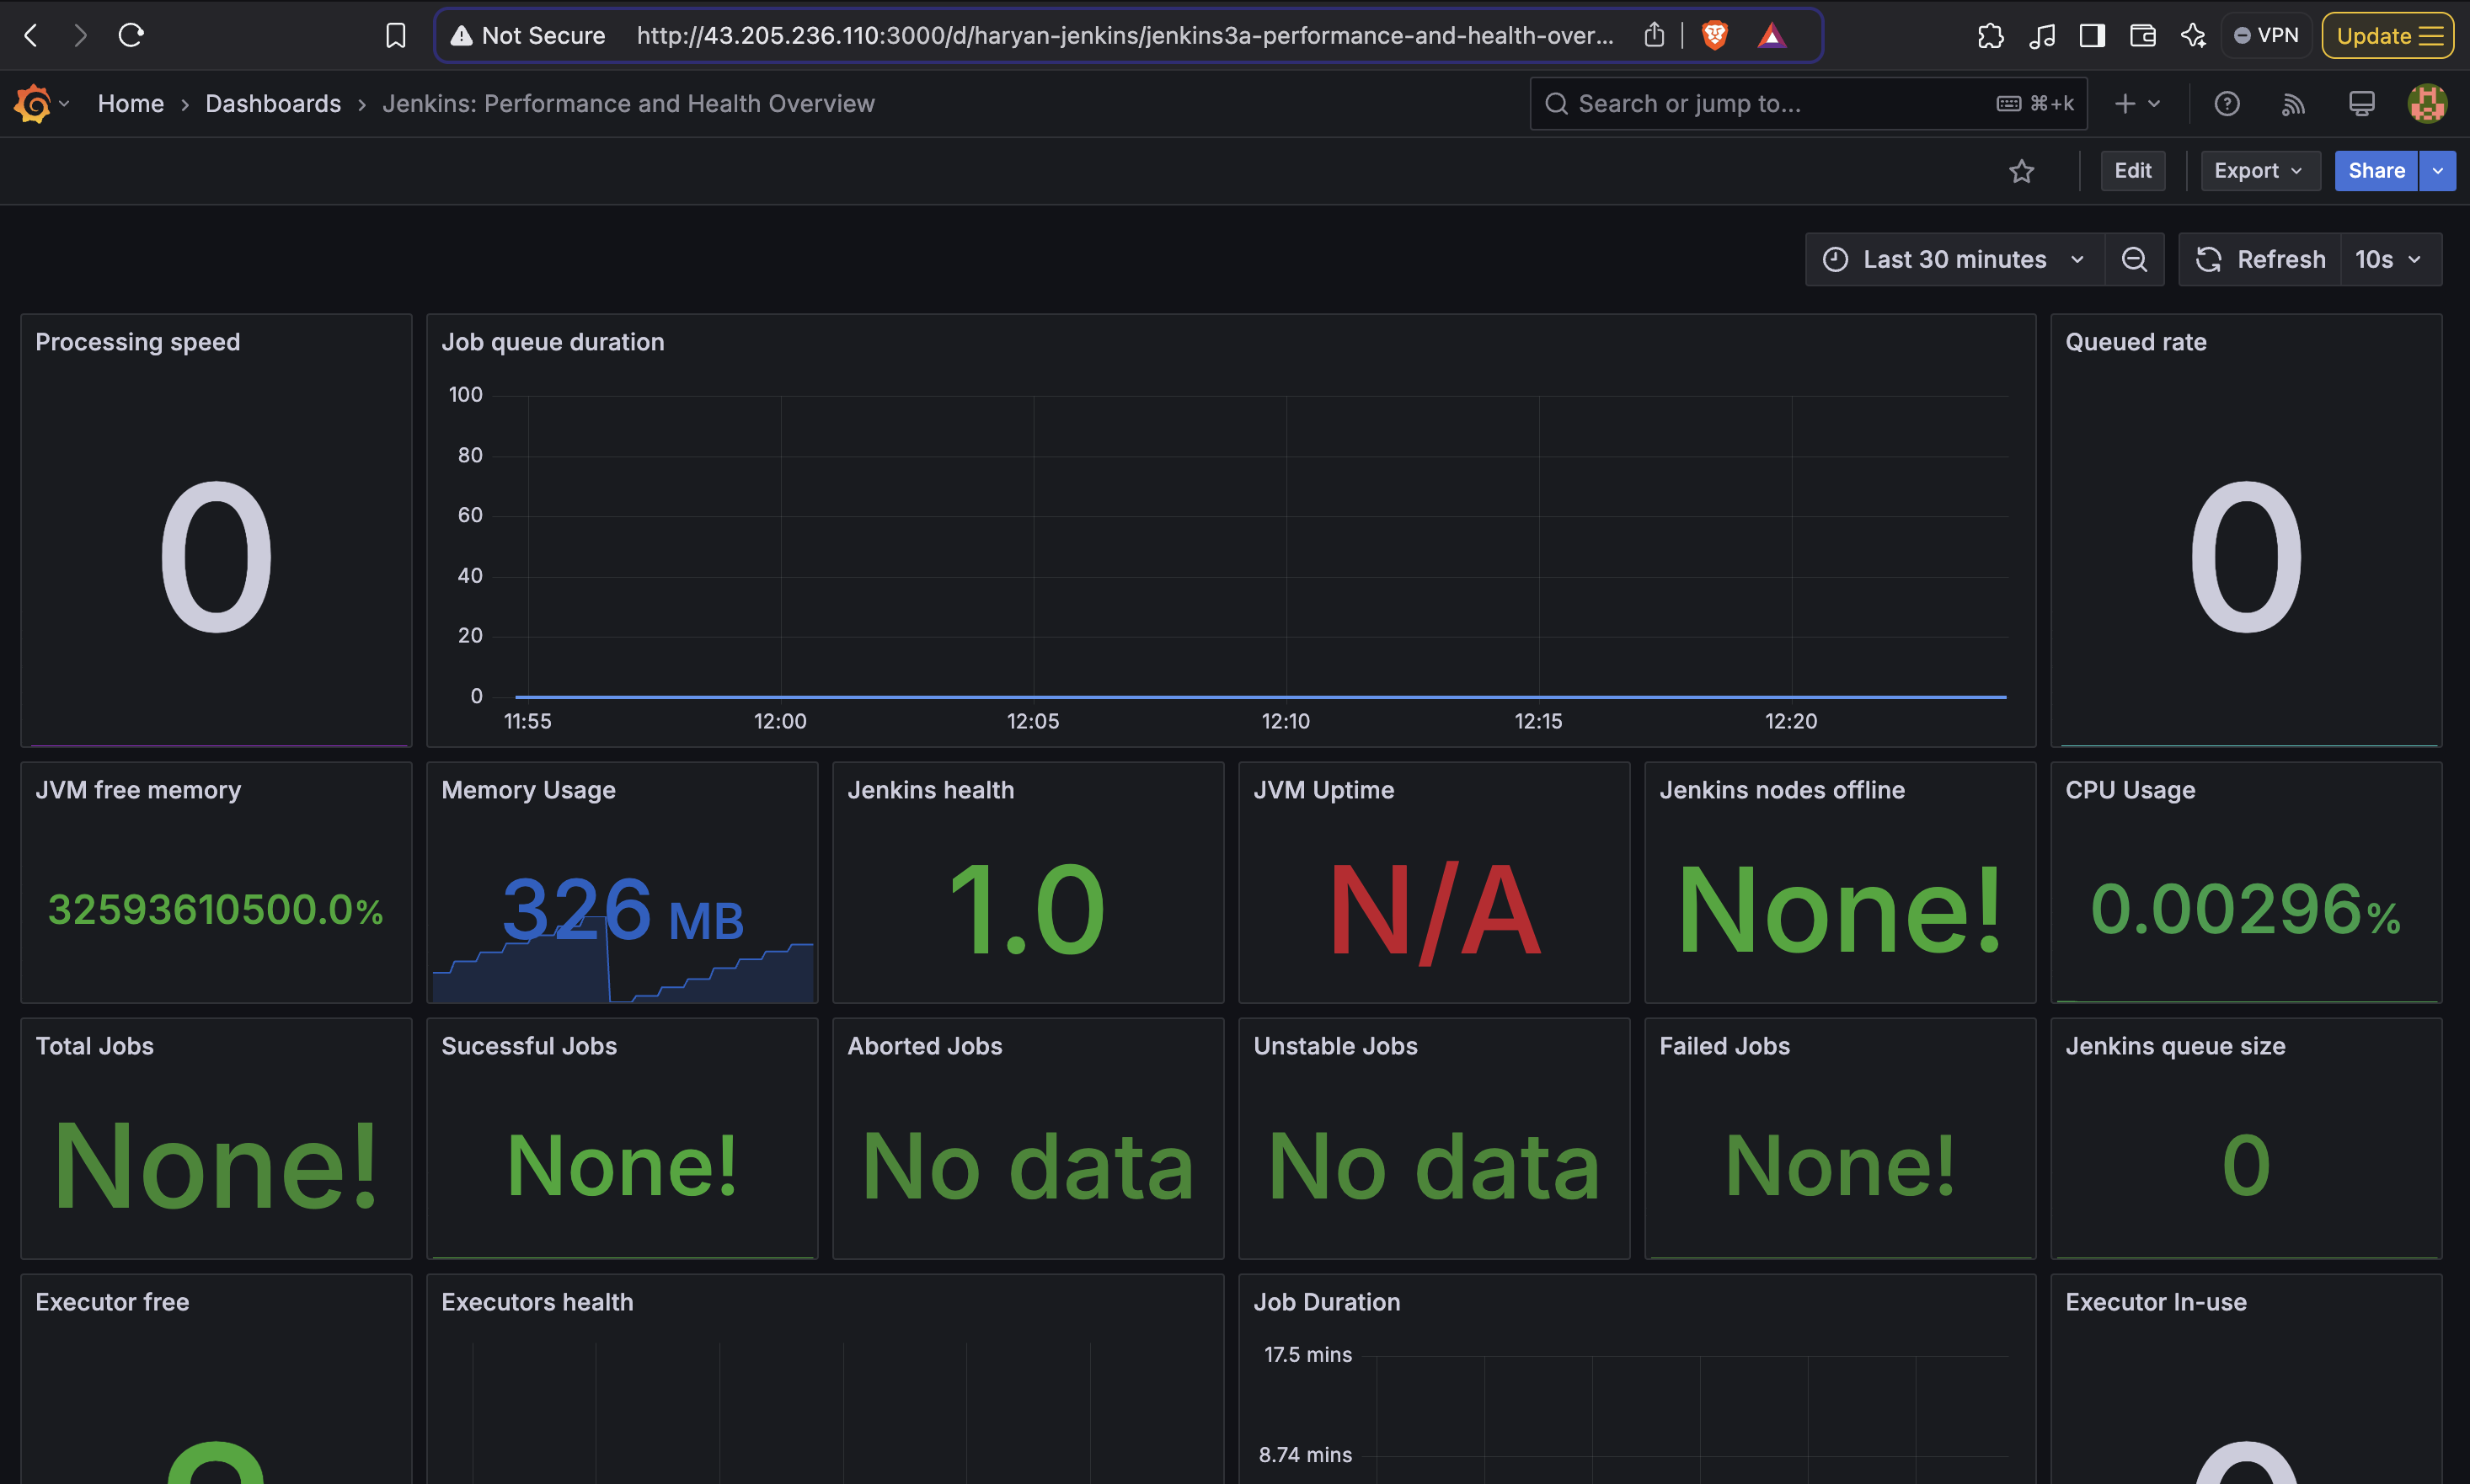 Not Secure
http://43.205.236.110:3000/d/haryan-jenkins/jenkins3a-performance-and-health-over...
VPN
Update
Home › Dashboards › Jenkins: Performance and Health Overview
Search or jump to...
⌘+k
Edit
Export
Share
Last 30 minutes
Refresh
10s
Processing speed
0
Job queue duration
100
80
60
40
20
0
11:55
12:00
12:05
12:10
12:15
12:20
Queued rate
0
JVM free memory
32593610500.0%
Memory Usage
326 MB
Jenkins health
1.0
JVM Uptime
N/A
Jenkins nodes offline
None!
CPU Usage
0.00296%
Total Jobs
None!
Sucessful Jobs
None!
Aborted Jobs
No data
Unstable Jobs
No data
Failed Jobs
None!
Jenkins queue size
0
Executor free
Executors health
Job Duration
17.5 mins
8.74 mins
Executor In-use